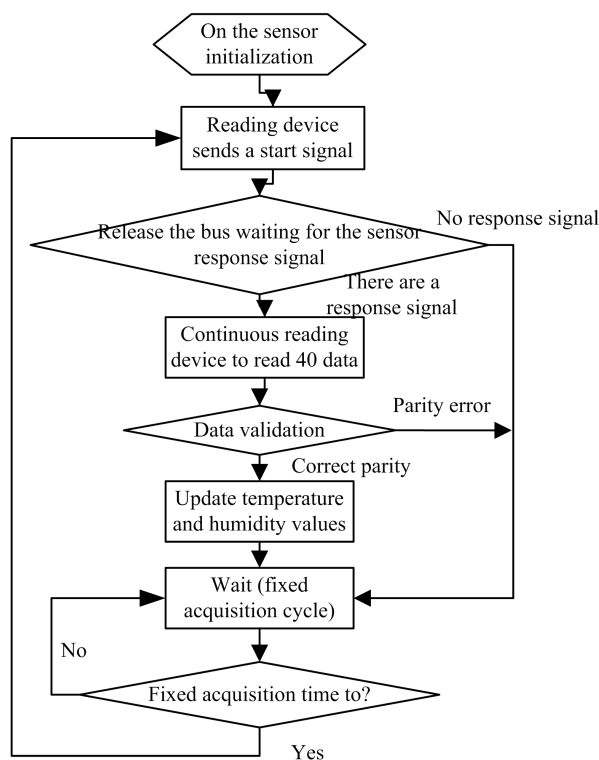 On the sensor
initialization
Reading device
sends a start signal
Release the bus waiting for the sensor
response signal
No response signal
There are a
response signal
Continuous reading
device to read 40 data
Data validation
Parity error
Correct parity
Update temperature
and humidity values
Wait (fixed
acquisition cycle)
No
Fixed acquisition time to?
Yes